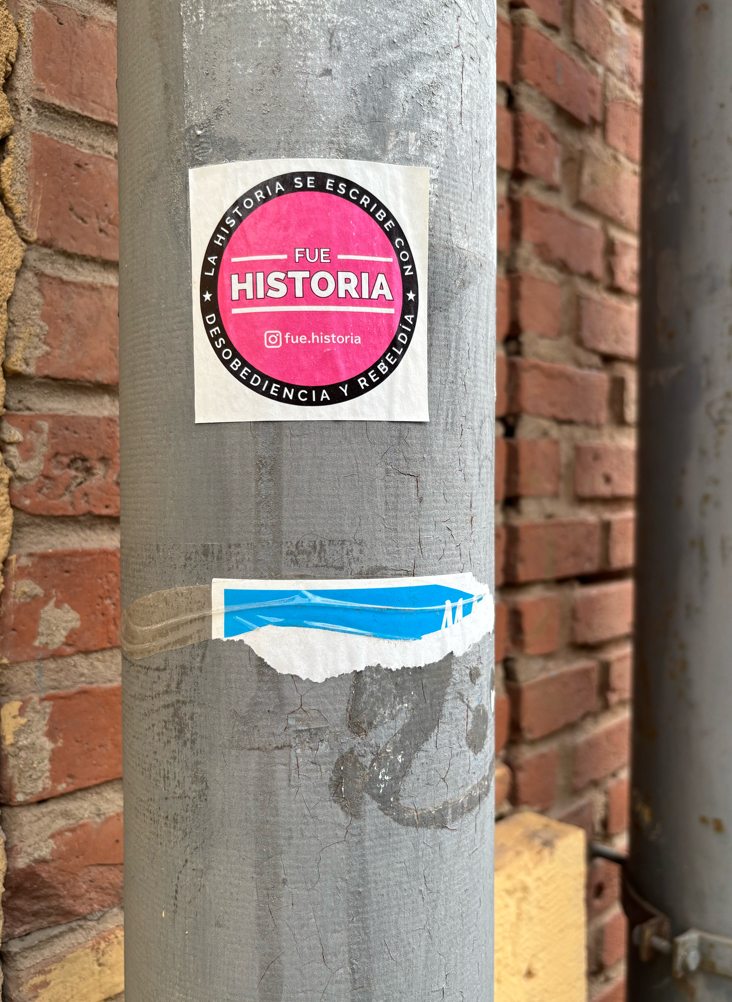 LA HISTORIA SE ESCRIBE CON
FUE
HISTORIA
fue.historia
DESOBEDIENCIA Y REBELDÍA